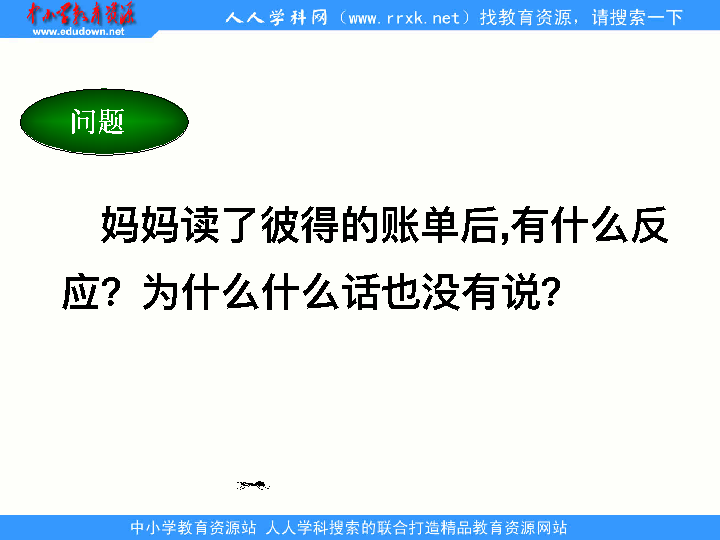 中小学教育资源
www.edudown.net
人人学科网（www.rrxk.net）找教育资源，请搜索一下
问题
妈妈读了彼得的账单后,有什么反
应？为什么什么话也没有说？
中小学教育资源站 人人学科搜索的联合打造精品教育资源网站